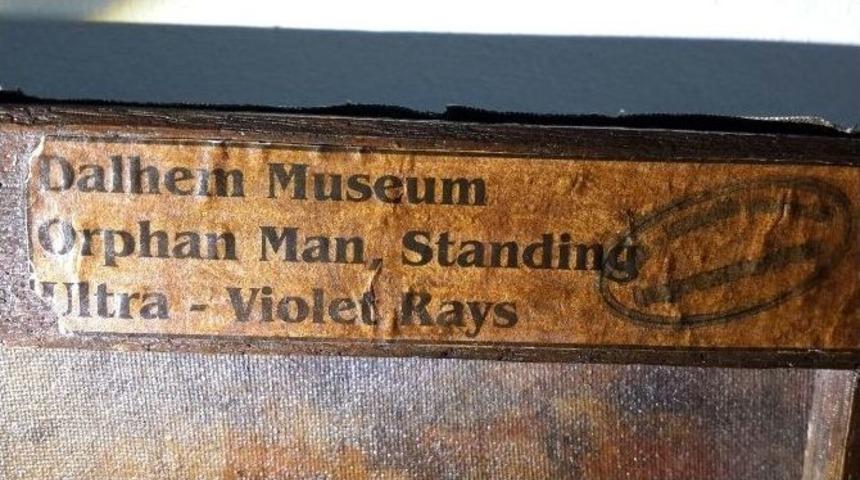 Dalhem Museum
Orphan Man, Standing
Ultra - Violet Rays